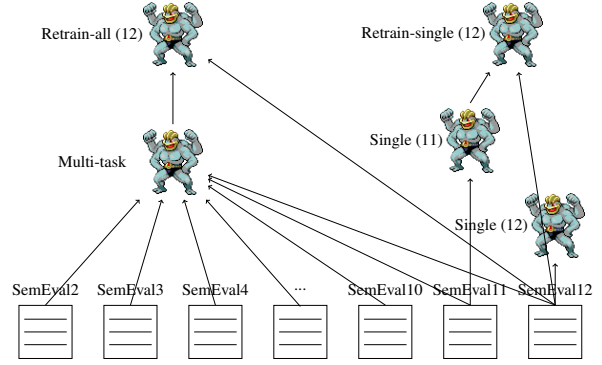 Retrain-all (12)
Retrain-single (12)
Single (11)
Multi-task
Single (12)
SemEval2
SemEval3
SemEval4
...
SemEval10
SemEval11
SemEval12